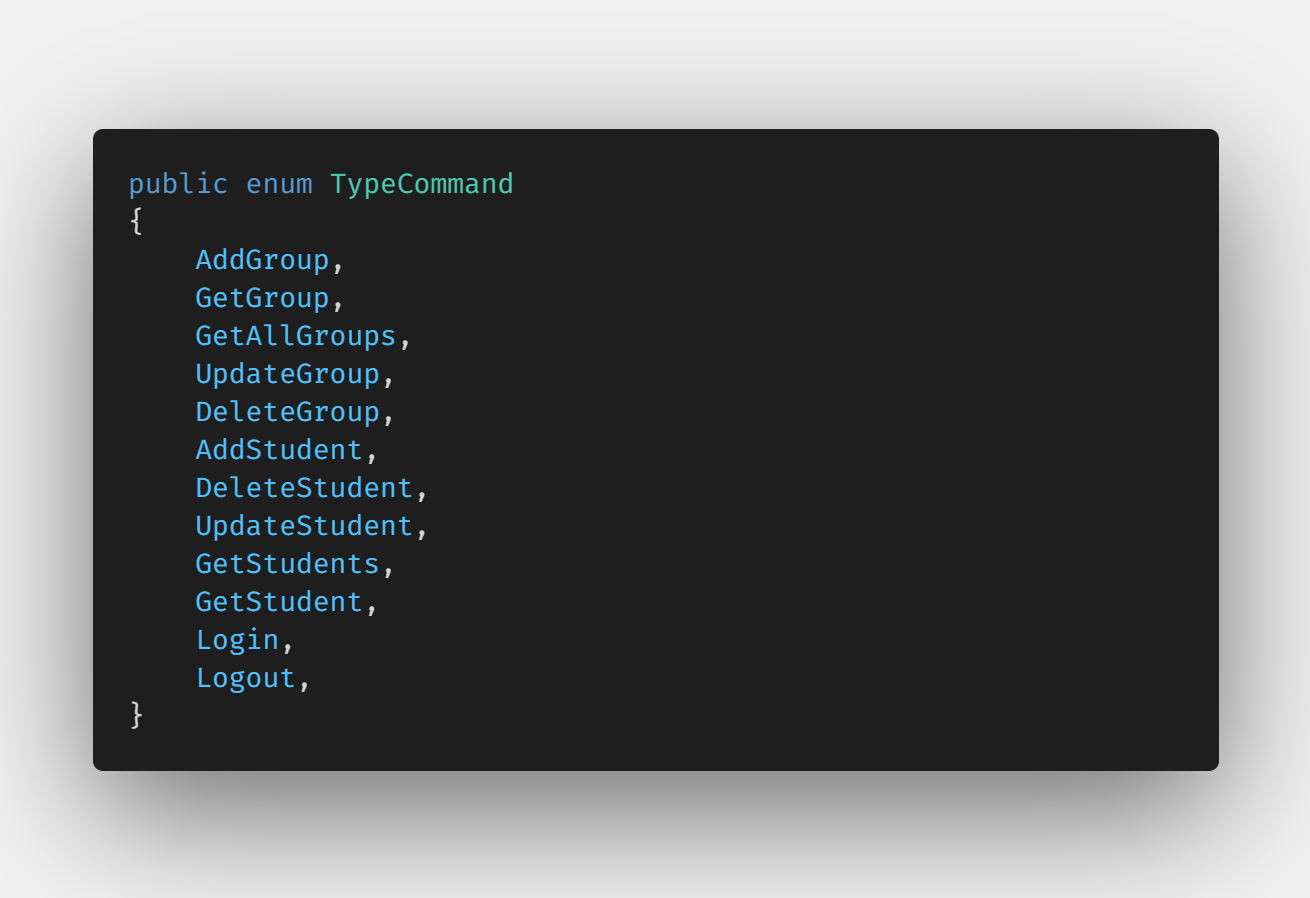 public enum TypeCommand
{
    AddGroup,
    GetGroup,
    GetAllGroups,
    UpdateGroup,
    DeleteGroup,
    AddStudent,
    DeleteStudent,
    UpdateStudent,
    GetStudents,
    GetStudent,
    Login,
    Logout,
}